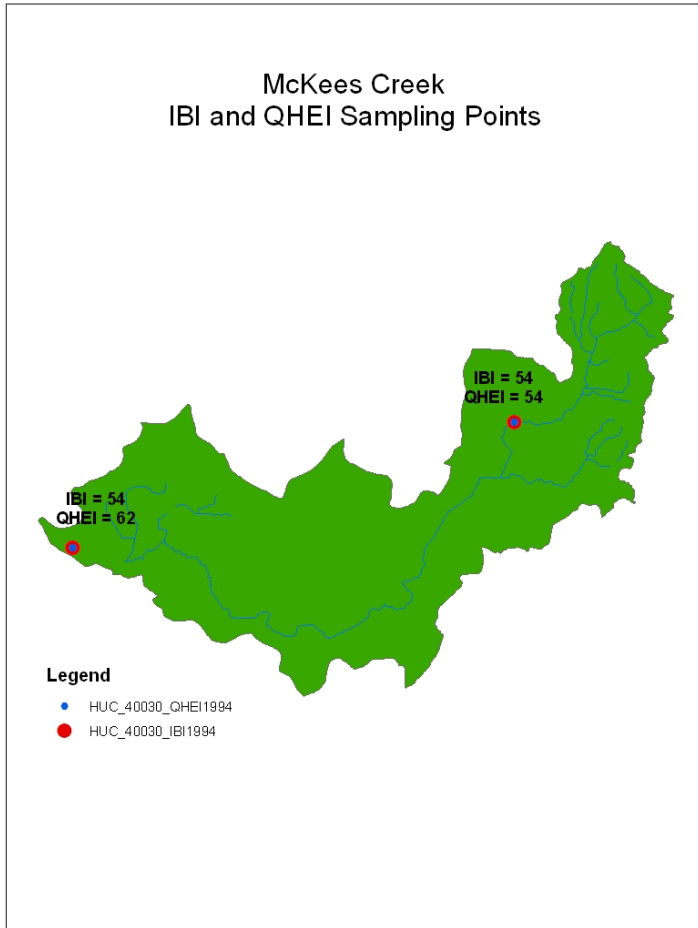 McKees Creek
IBI and QHEI Sampling Points
IBI = 54
QHEI = 54
IBI = 54
QHEI = 62
Legend
HUC_40030_QHEI1994
HUC_40030_IBI1994